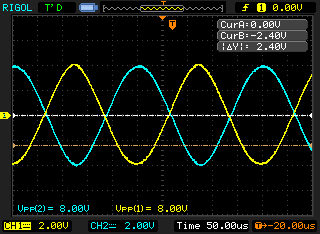 RIGOL T'D T 1 0.00V
T
CurA:0.00V
CurB:-2.40V
|ΔY|: 2.40V
1
Vpp(2)= 8.00V Vpp(1)= 8.00V
CH1 2.00V CH2 2.00V Time 50.00us T→-20.00us